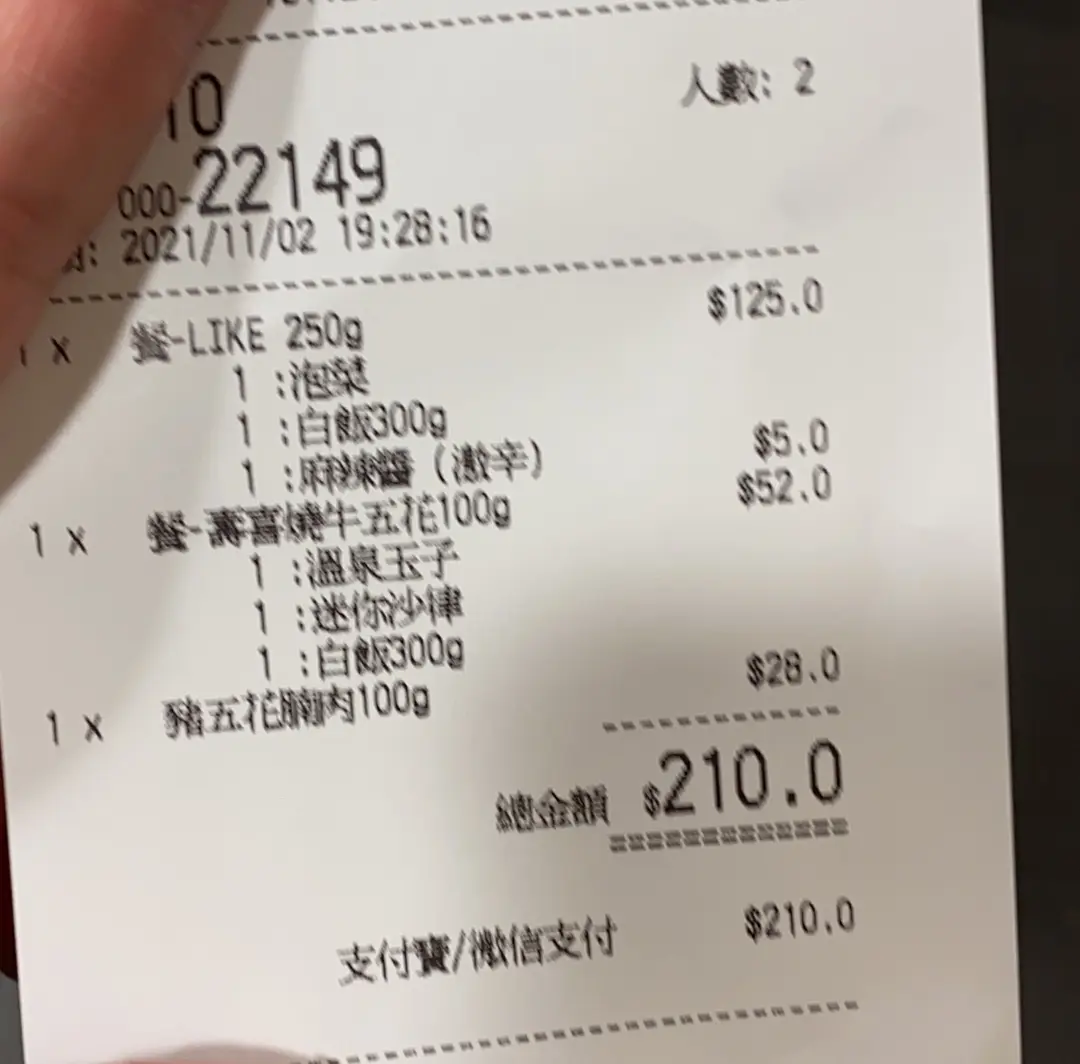 10
人數: 2
000-22149
: 2021/11/02 19:28:16
1 x 餐-LIKE 250g $125.0
1 :泡菜
1 :白飯300g
1 :麻辣醬 (激辛) $5.0
1 x 餐-壽喜燒牛五花100g $52.0
1 :溫泉玉子
1 :迷你沙律
1 :白飯300g
1 x 豬五花腩肉100g $28.0
總金額 $210.0
支付寶/微信支付 $210.0